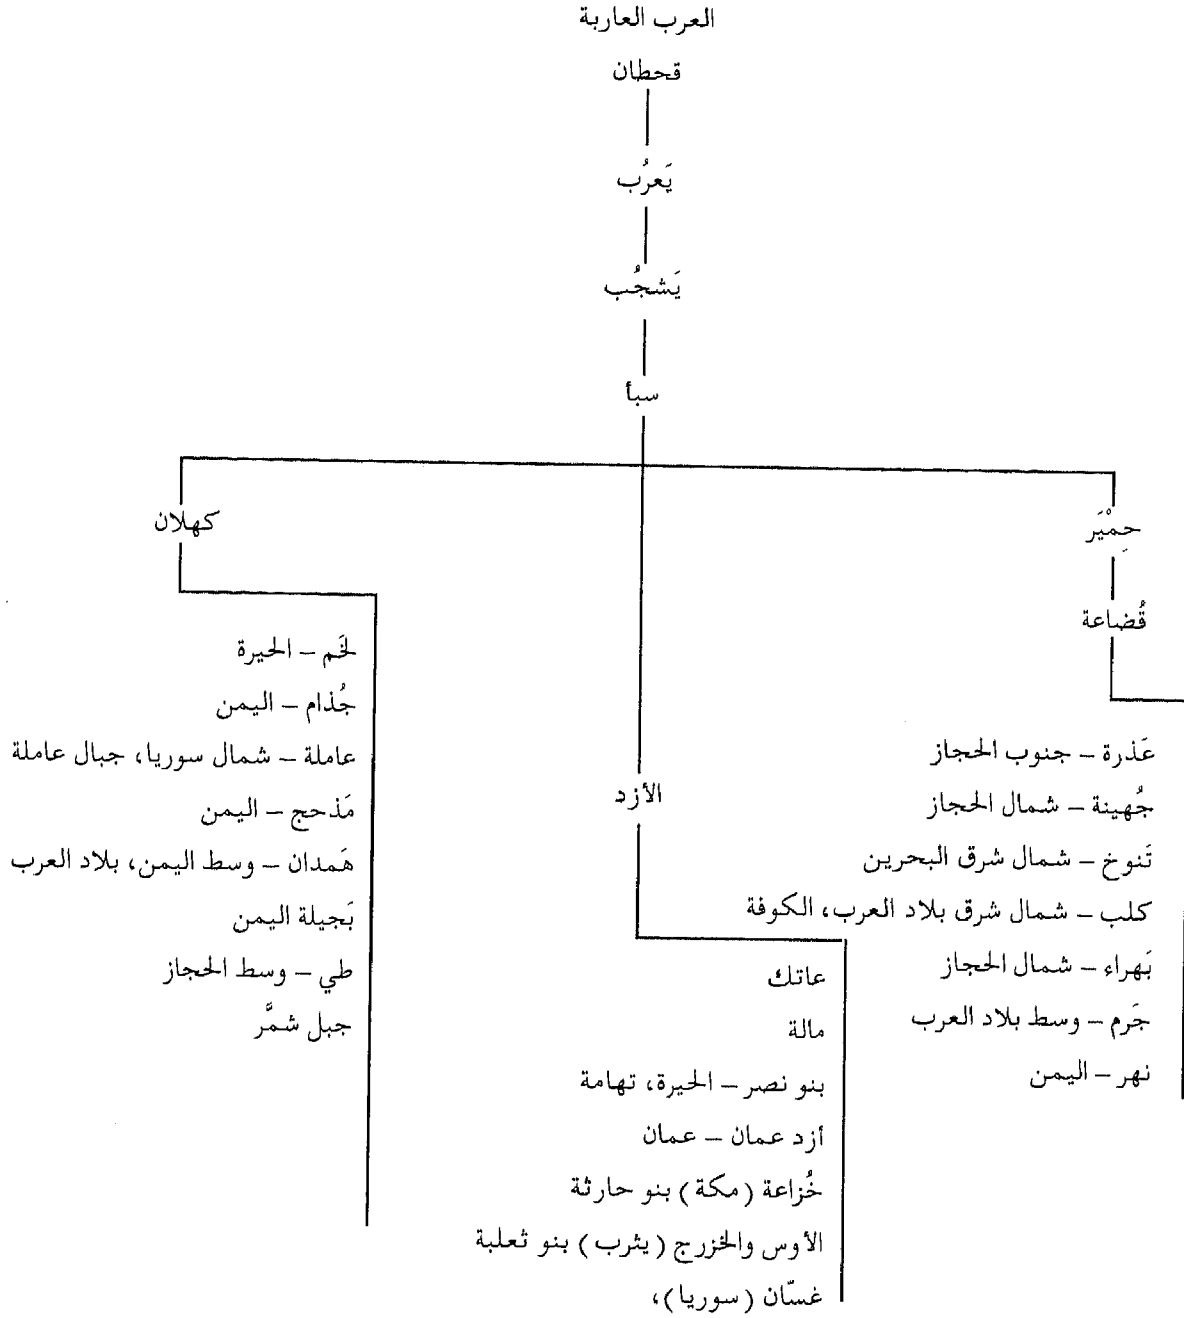 العرب العاربة
قحطان
يَعرُب
يَشجُب
سبأ
حِمْيَر
قُضاعة
عَذرة – جنوب الحجاز
جُهينة – شمال الحجاز
تَنوخ – شمال شرق البحرين
كلب – شمال شرق بلاد العرب، الكوفة
بَهراء – شمال الحجاز
جَرم – وسط بلاد العرب
نهر – اليمن
الأزد
عاتك
مالة
بنو نصر – الحيرة، تهامة
أزد عمان – عمان
خُزاعة (مكة) بنو حارثة
الأوس والخزرج (يثرب) بنو ثعلبة
غسّان (سوريا)،
كهلان
لخَم – الحيرة
جُذام – اليمن
عاملة – شمال سوريا، جبال عاملة
مَذحج – اليمن
هَمدان – وسط اليمن، بلاد العرب
بَجيلة اليمن
طي – وسط الحجاز
جبل شمَّر